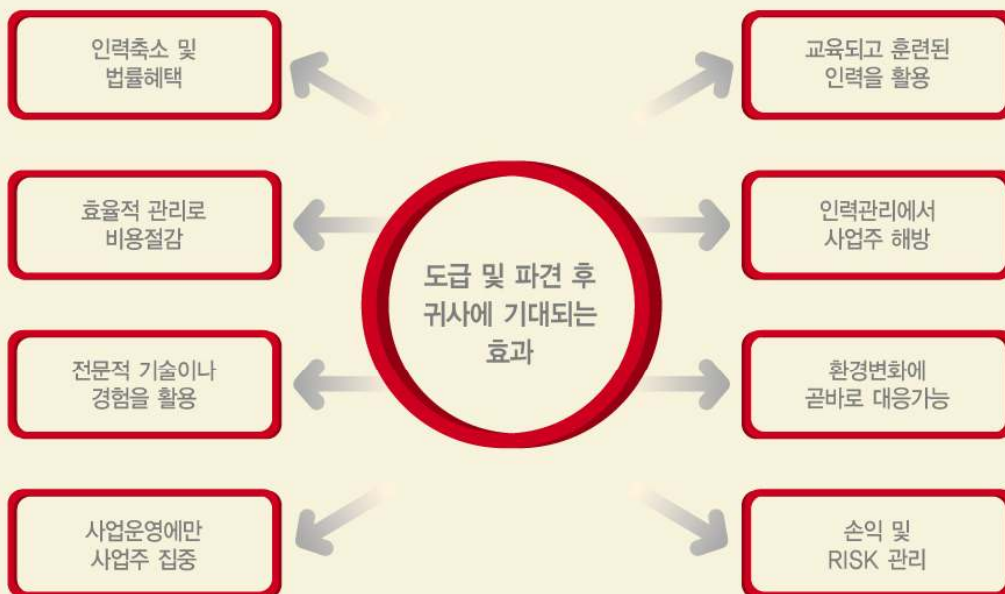 인력축소 및
법률혜택
교육되고 훈련된
인력을 활용
효율적 관리로
비용절감
인력관리에서
사업주 해방
도급 및 파견 후
귀사에 기대되는
효과
전문적 기술이나
경험을 활용
환경변화에
곧바로 대응가능
사업운영에만
사업주 집중
손익 및
RISK 관리